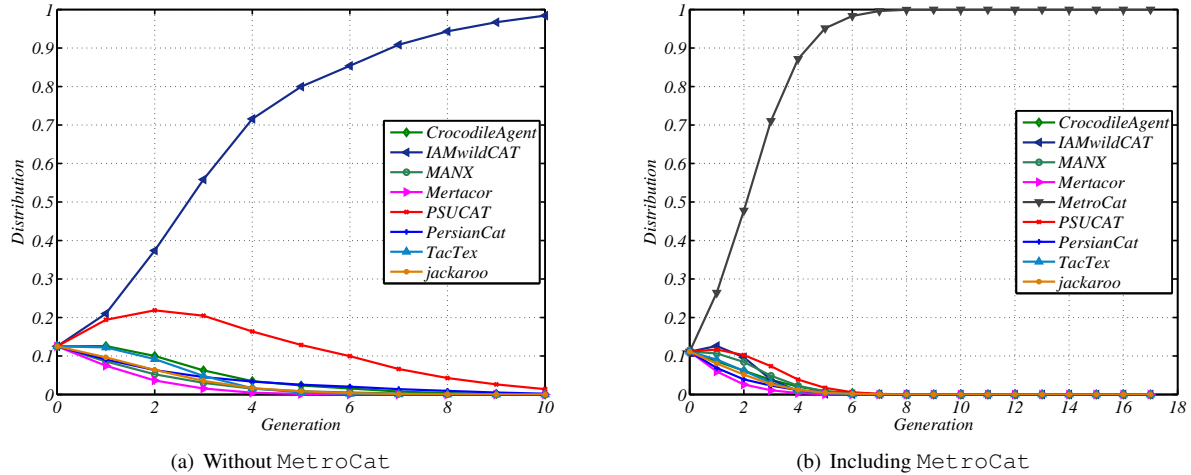 1
0.9
0.8
0.7
0.6
0.5
0.4
0.3
0.2
0.1
0
Distribution
CrocodileAgent
IAMwildCAT
MANX
Mertacor
PSUCAT
PersianCat
TacTex
jackaroo
0 2 4 6 8 10
Generation
(a) Without MetroCat
1
0.9
0.8
0.7
0.6
0.5
0.4
0.3
0.2
0.1
0
Distribution
CrocodileAgent
IAMwildCAT
MANX
Mertacor
MetroCat
PSUCAT
PersianCat
TacTex
jackaroo
0 2 4 6 8 10 12 14 16 18
Generation
(b) Including MetroCat